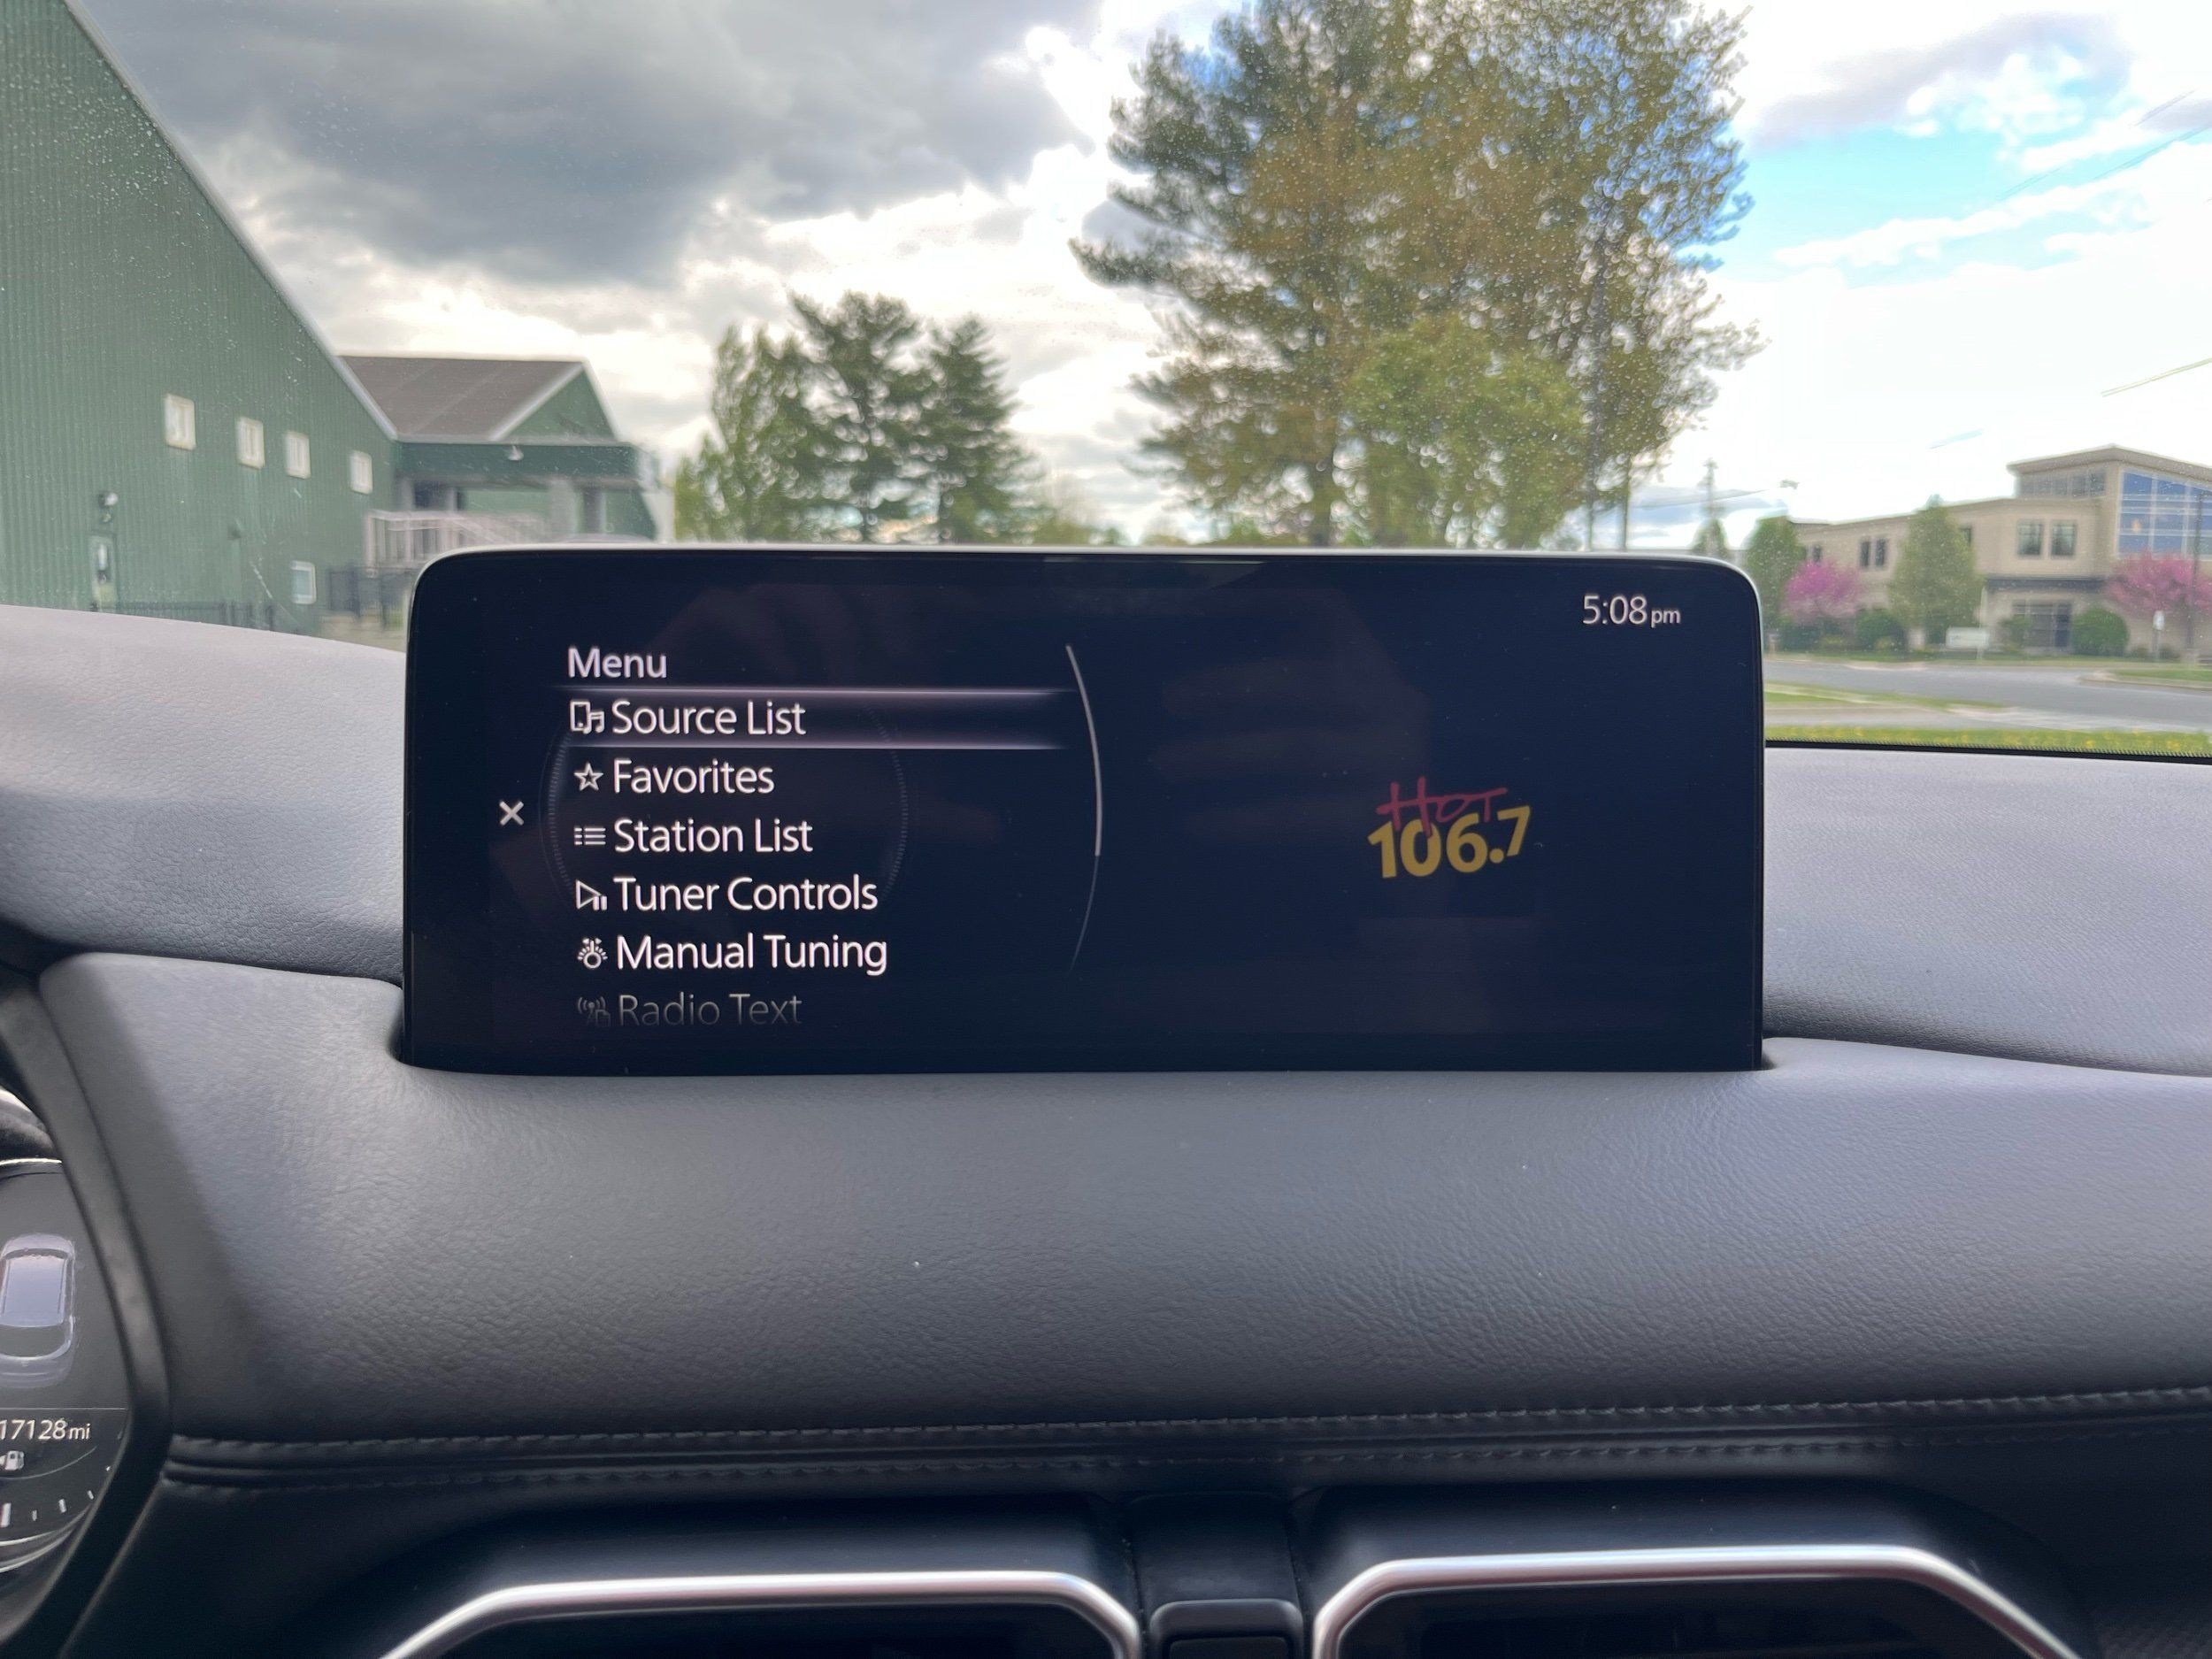 5:08pm
Menu
Source List
Favorites
Station List
Tuner Controls
Manual Tuning
Radio Text
HOT
106.7
17128mi